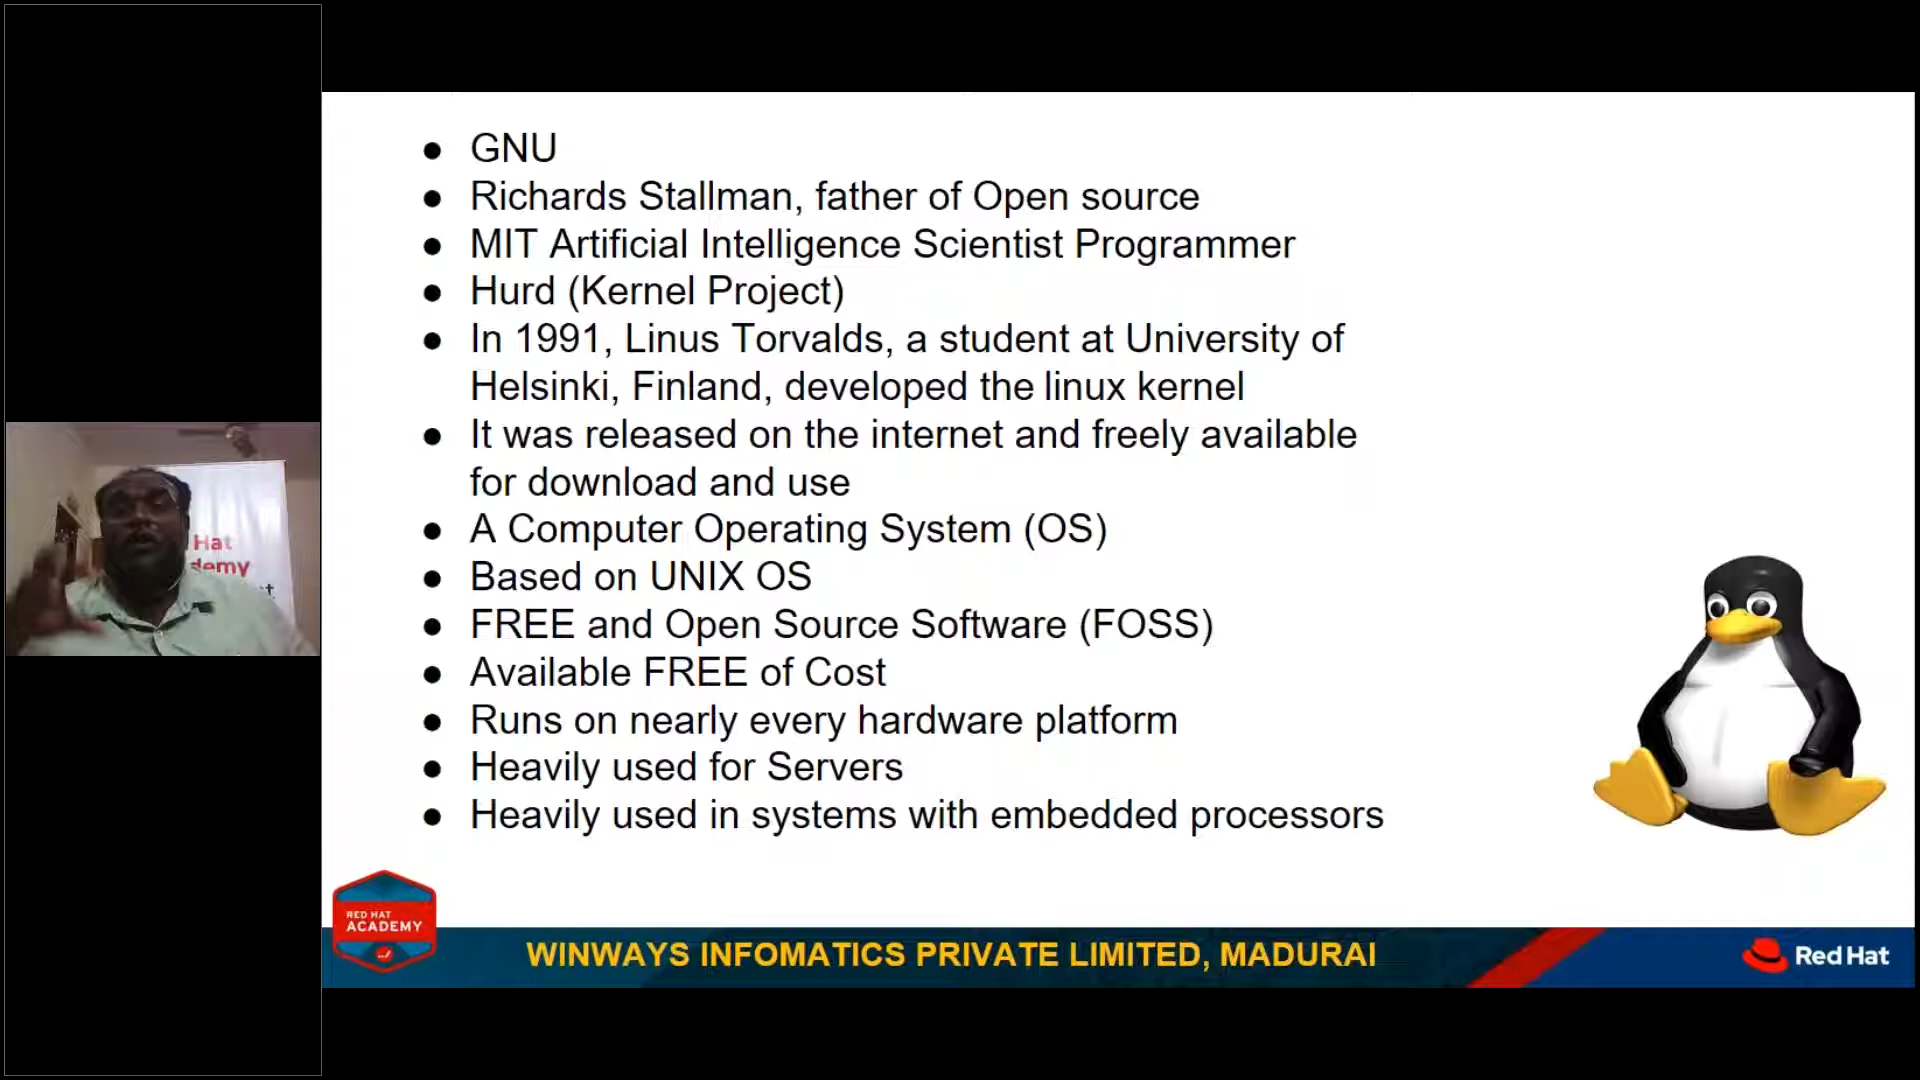 ● GNU
● Richards Stallman, father of Open source
● MIT Artificial Intelligence Scientist Programmer
● Hurd (Kernel Project)
● In 1991, Linus Torvalds, a student at University of
Helsinki, Finland, developed the linux kernel
● It was released on the internet and freely available
for download and use
● A Computer Operating System (OS)
● Based on UNIX OS
● FREE and Open Source Software (FOSS)
● Available FREE of Cost
● Runs on nearly every hardware platform
● Heavily used for Servers
● Heavily used in systems with embedded processors
Hat
demy
RED HAT
ACADEMY
WINWAYS INFOMATICS PRIVATE LIMITED, MADURAI
Red Hat